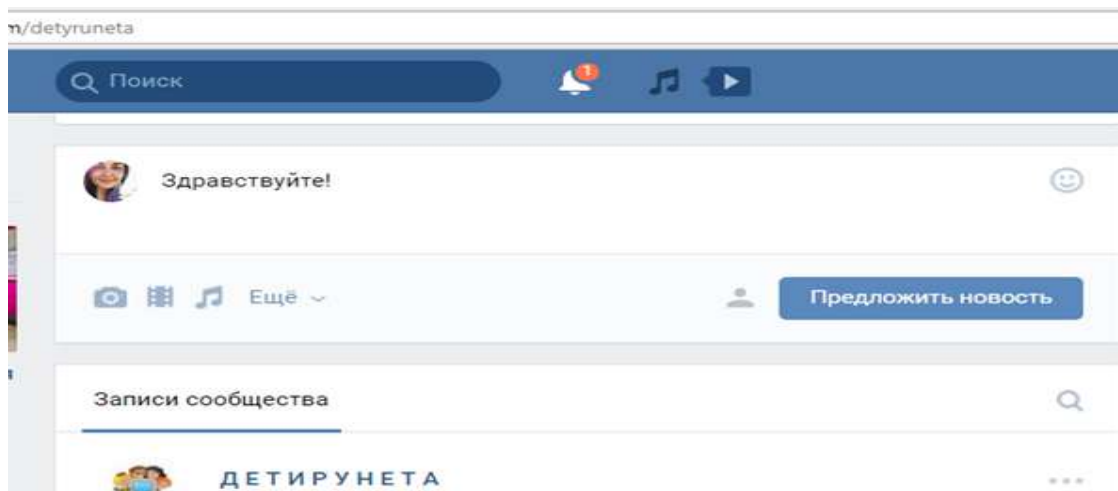 m/detyruneta
Поиск
1
Здравствуйте!
Ещё
Предложить новость
Записи сообщества
ДЕТИРУНЕТА